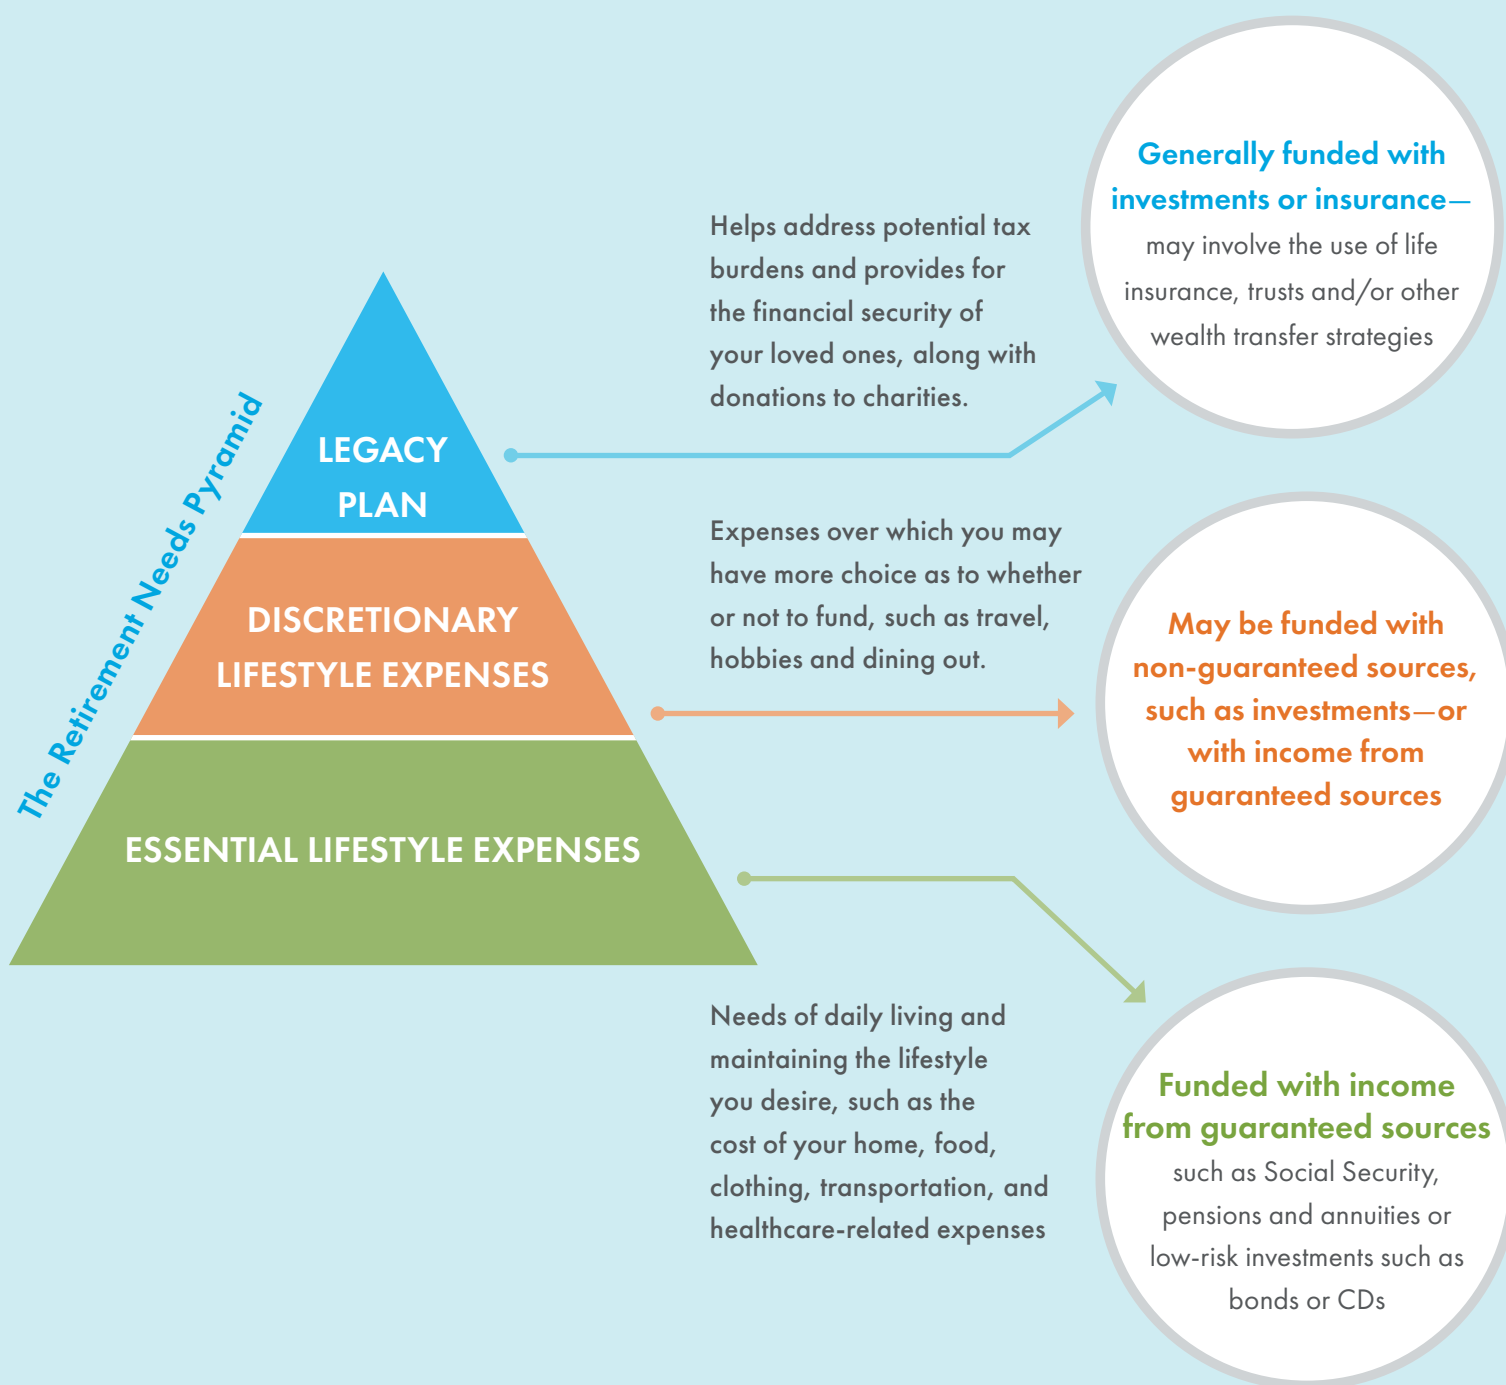 The Retirement Needs Pyramid
LEGACY
PLAN
Helps address potential tax
burdens and provides for
the financial security of
your loved ones, along with
donations to charities.
Generally funded with
investments or insurance—
may involve the use of life
insurance, trusts and/or other
wealth transfer strategies
DISCRETIONARY
LIFESTYLE EXPENSES
Expenses over which you may
have more choice as to whether
or not to fund, such as travel,
hobbies and dining out.
May be funded with
non-guaranteed sources,
such as investments—or
with income from
guaranteed sources
ESSENTIAL LIFESTYLE EXPENSES
Needs of daily living and
maintaining the lifestyle
you desire, such as the
cost of your home, food,
clothing, transportation, and
healthcare-related expenses
Funded with income
from guaranteed sources
such as Social Security,
pensions and annuities or
low-risk investments such as
bonds or CDs